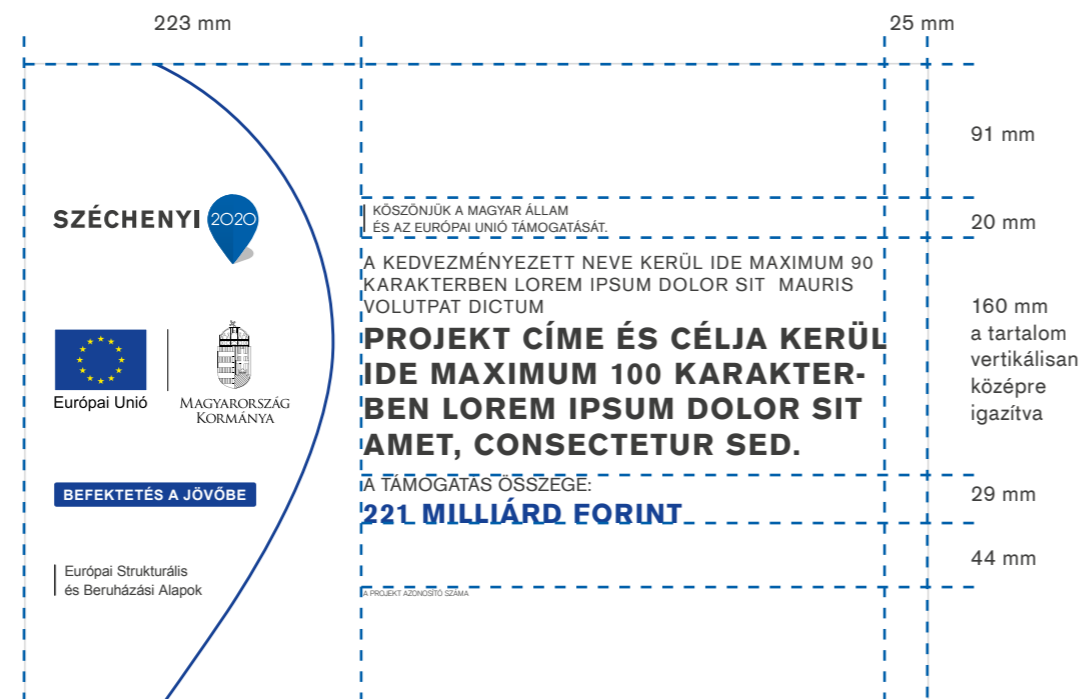 223 mm
25 mm
91 mm
SZÉCHENYI 2020
KÖSZÖNJÜK A MAGYAR ÁLLAM
ÉS AZ EURÓPAI UNIÓ TÁMOGATÁSÁT.
20 mm
A KEDVEZMÉNYEZETT NEVE KERÜL IDE MAXIMUM 90
KARAKTERBEN LOREM IPSUM DOLOR SIT MAURIS
VOLUTPAT DICTUM
PROJEKT CÍME ÉS CÉLJA KERÜL
IDE MAXIMUM 100 KARAKTER-
BEN LOREM IPSUM DOLOR SIT
AMET, CONSECTETUR SED.
160 mm
a tartalom
vertikálisan
középre
igazítva
Európai Unió
MAGYARORSZÁG
KORMÁNYA
BEFEKTETÉS A JÖVŐBE
A TÁMOGATÁS ÖSSZEGE:
221 MILLIÁRD FORINT
29 mm
44 mm
Európai Strukturális
és Beruházási Alapok
A PROJEKT AZONOSÍTÓ SZÁMA